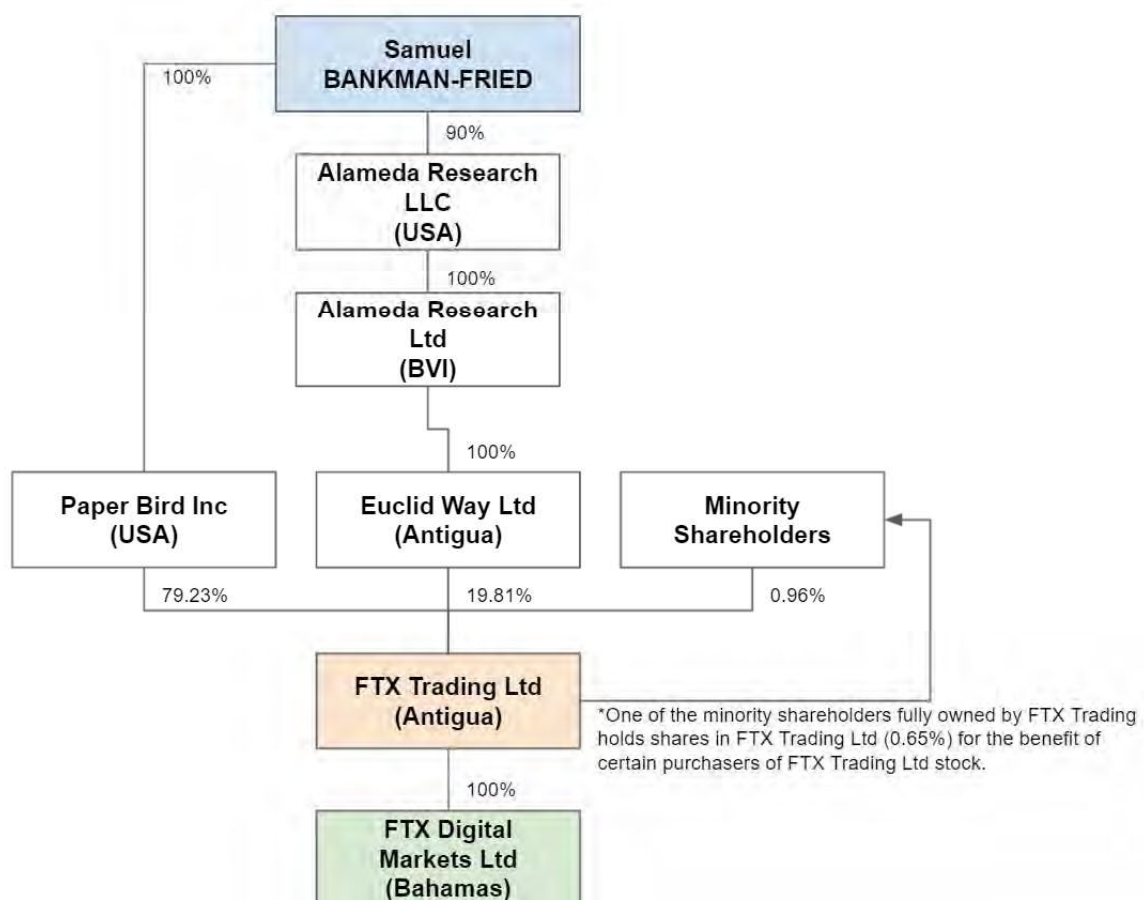 Samuel
BANKMAN-FRIED
100%
90%
Alameda Research
LLC
(USA)
100%
Alameda Research
Ltd
(BVI)
100%
Paper Bird Inc
(USA)
Euclid Way Ltd
(Antigua)
Minority
Shareholders
79.23%
19.81%
0.96%
FTX Trading Ltd
(Antigua)
*One of the minority shareholders fully owned by FTX Trading
holds shares in FTX Trading Ltd (0.65%) for the benefit of
certain purchasers of FTX Trading Ltd stock.
100%
FTX Digital
Markets Ltd
(Bahamas)